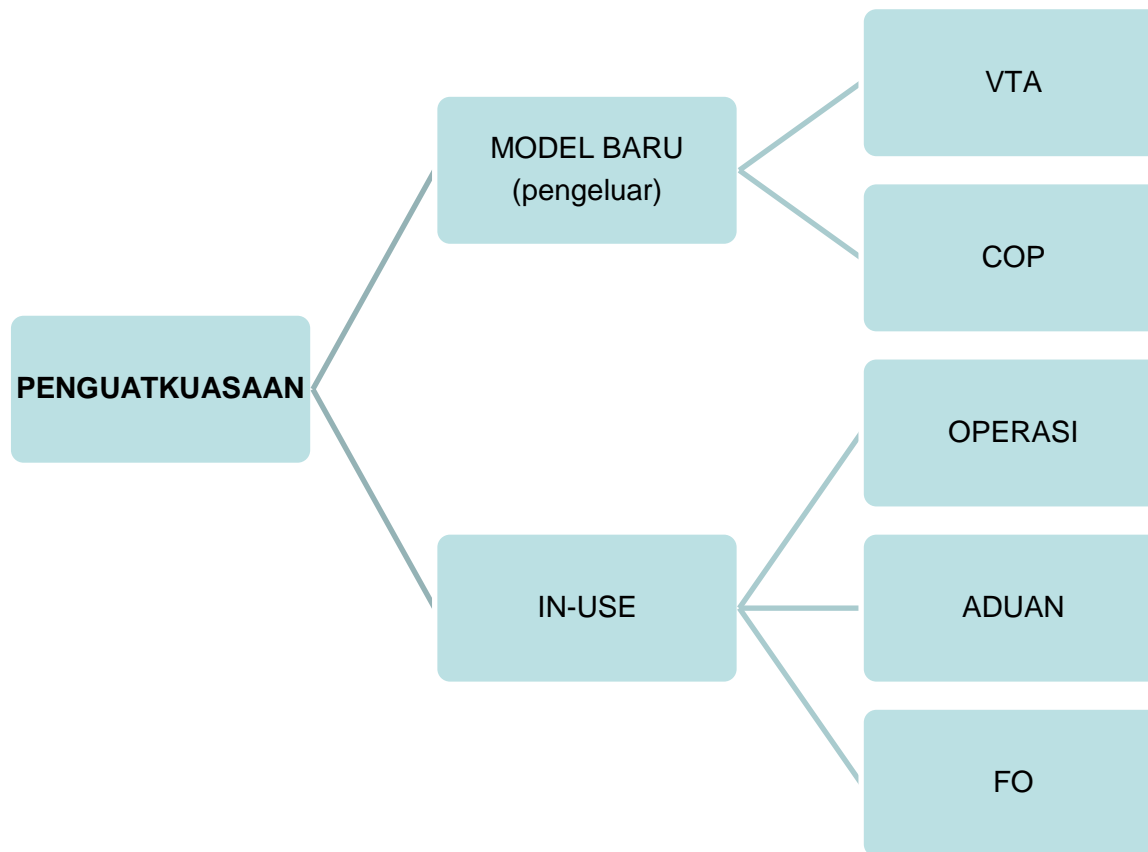 PENGUATKUASAAN
MODEL BARU
(pengeluar)
VTA
COP
IN-USE
OPERASI
ADUAN
FO